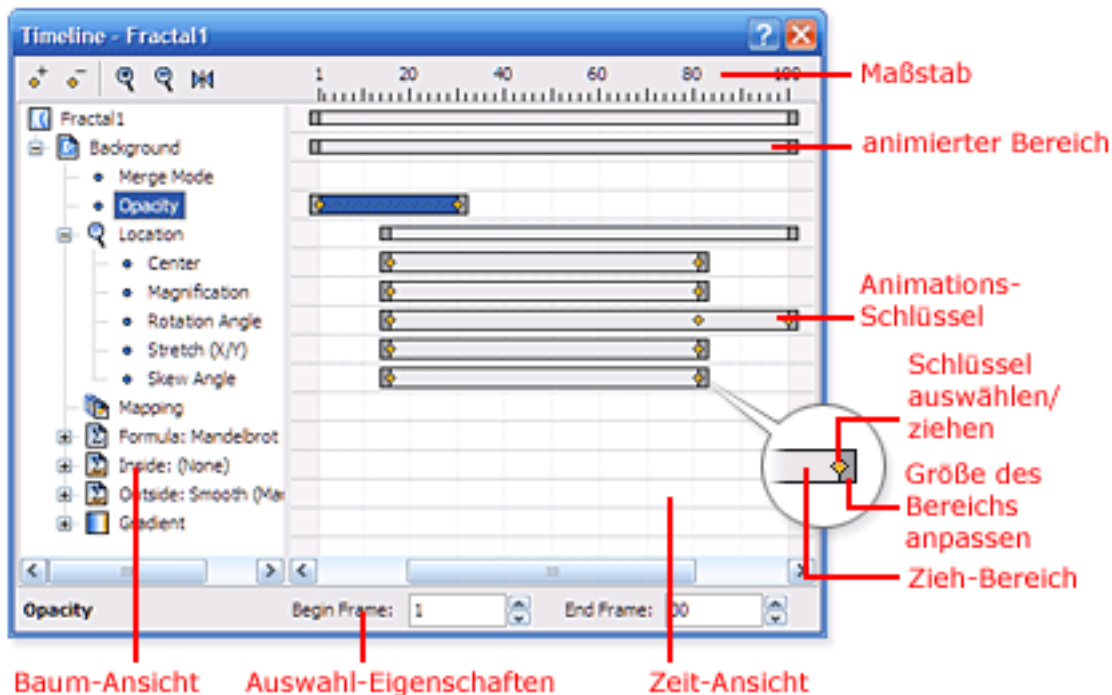 Timeline - Fractal1
1 20 40 60 80 100
Maßstab
Fractal1
Background
animierter Bereich
Merge Mode
Opacity
Location
Center
Magnification
Animations-
Schlüssel
Rotation Angle
Stretch (X/Y)
Skew Angle
Schlüssel
auswählen/
ziehen
Mapping
Formula: Mandelbrot
Inside: (None)
Outside: Smooth (Ma
Gradient
Größe des
Bereichs
anpassen
Zieh-Bereich
Opacity
Begin Frame: 1
End Frame:
Baum-Ansicht
Auswahl-Eigenschaften
Zeit-Ansicht